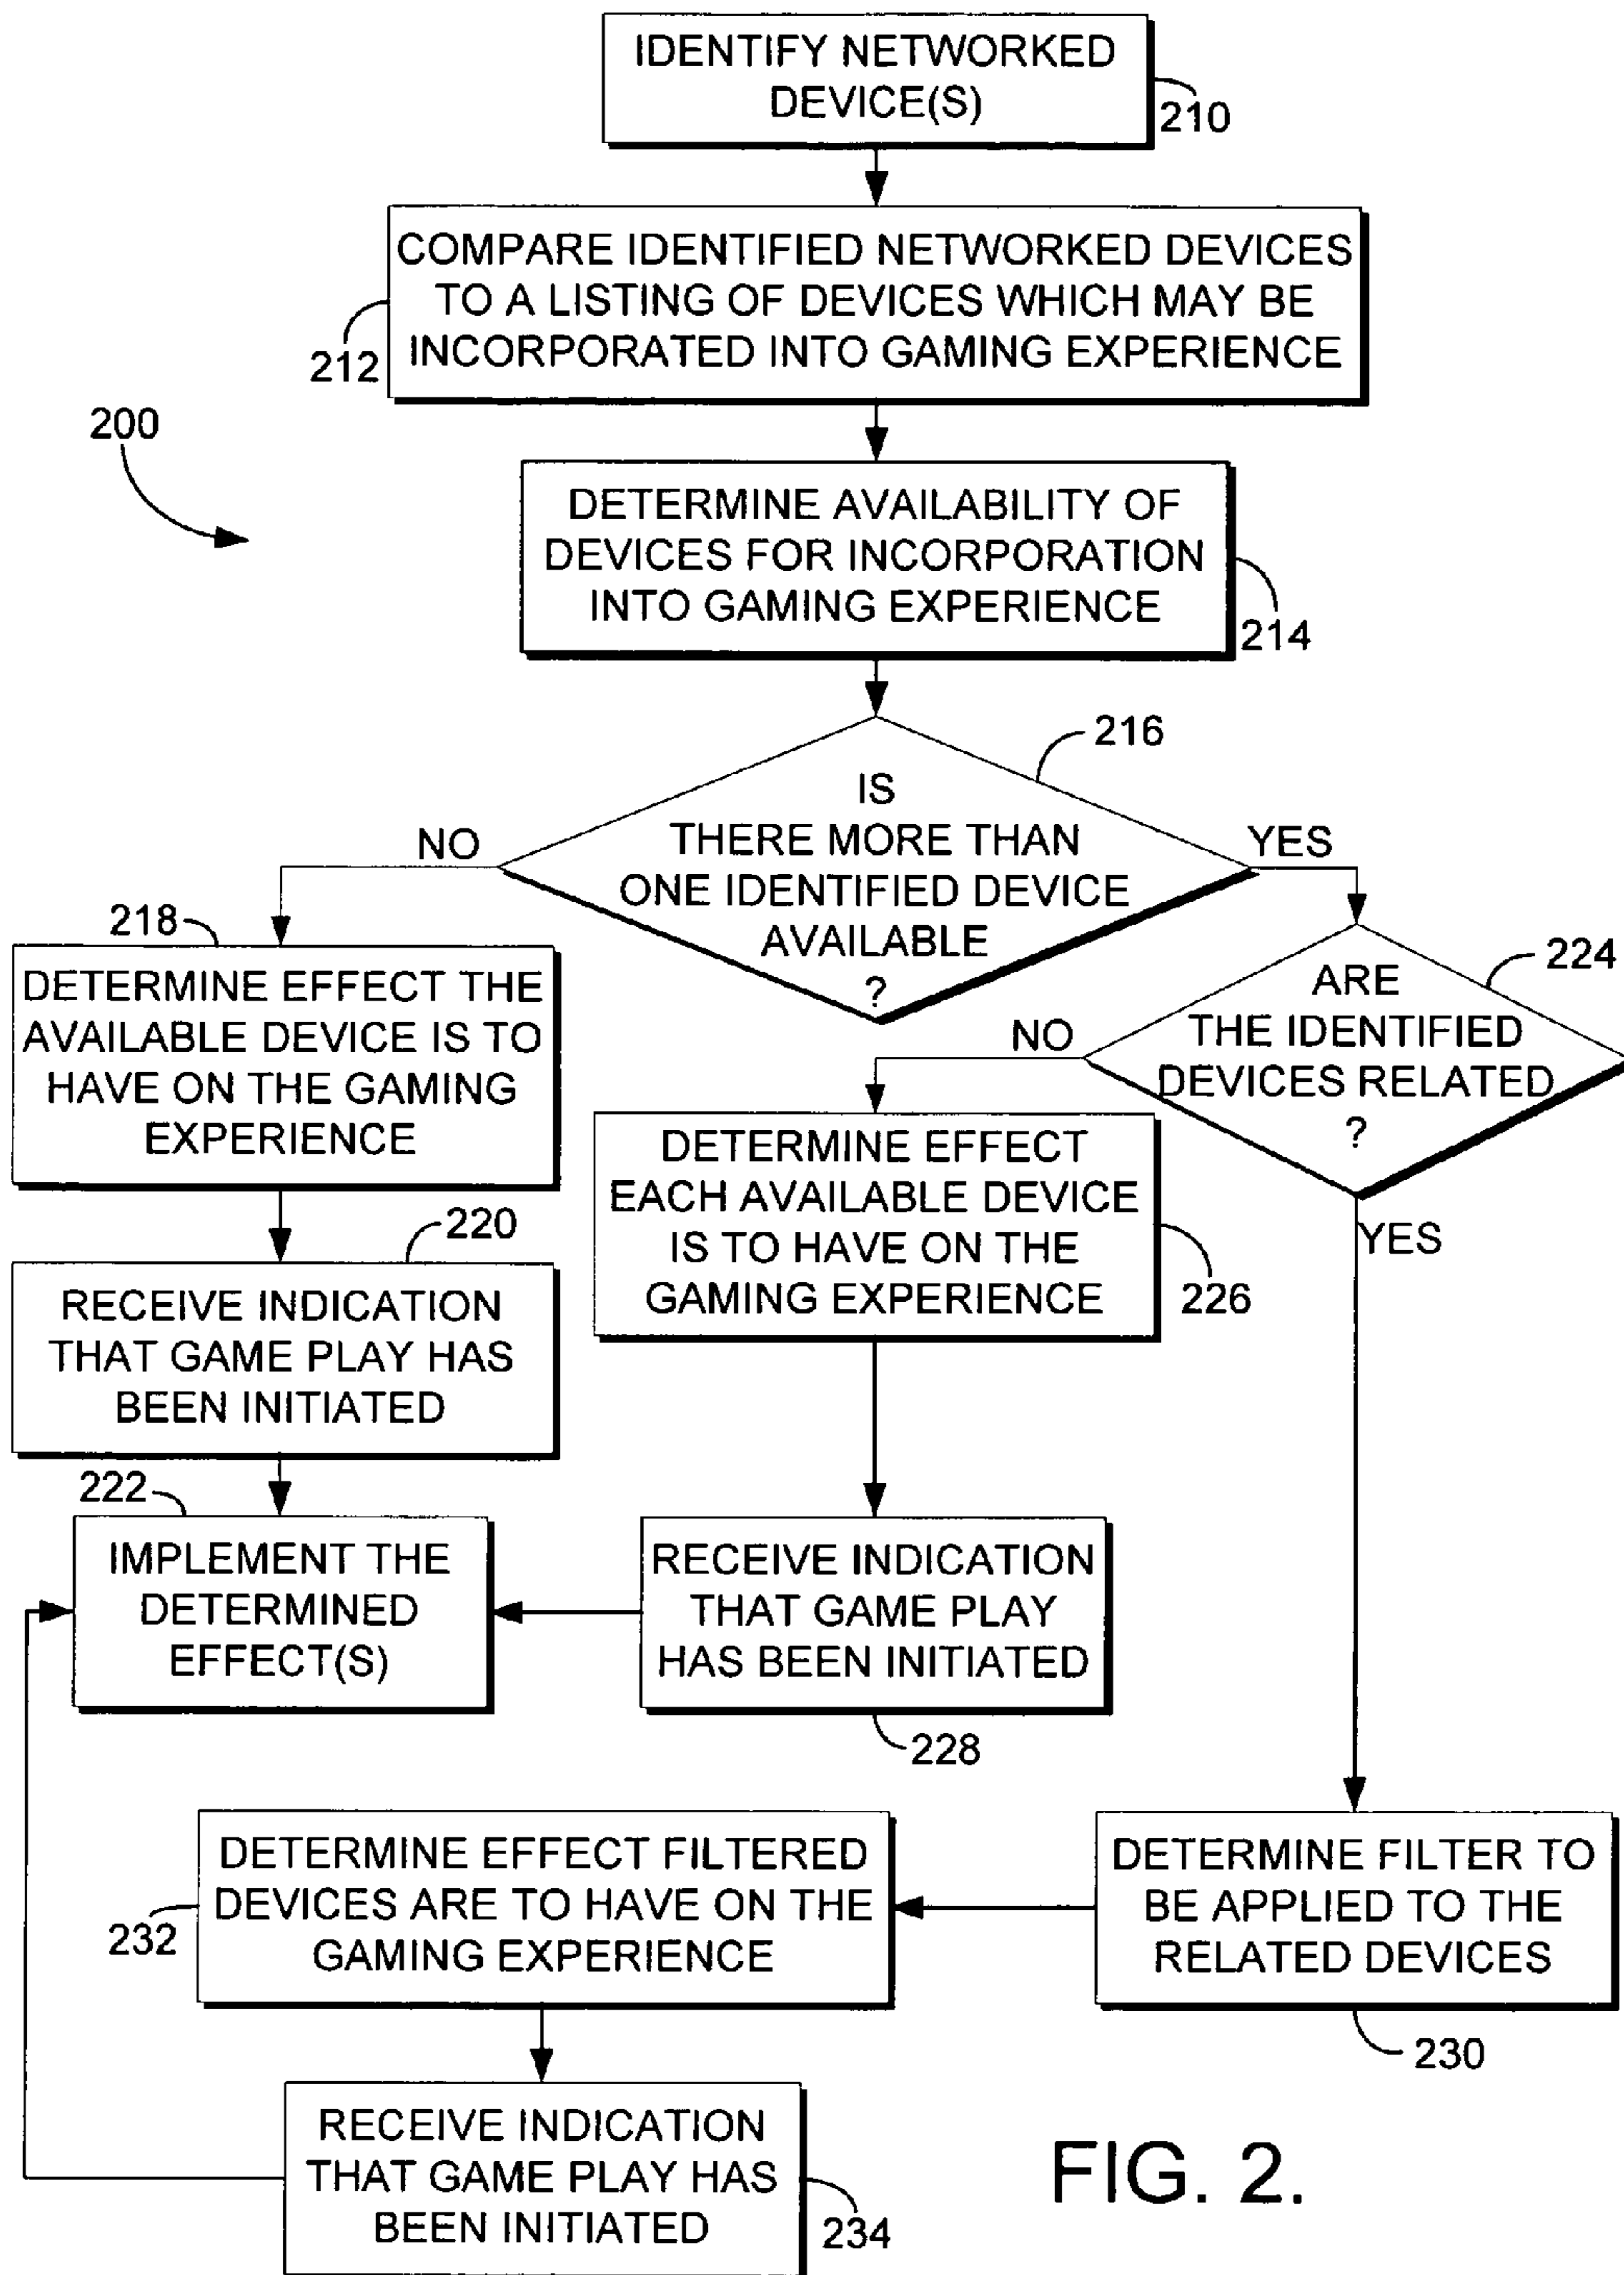 IDENTIFY NETWORKED
DEVICE(S)
210
COMPARE IDENTIFIED NETWORKED DEVICES
TO A LISTING OF DEVICES WHICH MAY BE
INCORPORATED INTO GAMING EXPERIENCE
212
200
DETERMINE AVAILABILITY OF
DEVICES FOR INCORPORATION
INTO GAMING EXPERIENCE
214
216
IS
THERE MORE THAN
ONE IDENTIFIED DEVICE
AVAILABLE
?
NO
YES
218
DETERMINE EFFECT THE
AVAILABLE DEVICE IS TO
HAVE ON THE GAMING
EXPERIENCE
224
ARE
THE IDENTIFIED
DEVICES RELATED
?
NO
YES
DETERMINE EFFECT
EACH AVAILABLE DEVICE
IS TO HAVE ON THE
GAMING EXPERIENCE
226
220
RECEIVE INDICATION
THAT GAME PLAY HAS
BEEN INITIATED
222
IMPLEMENT THE
DETERMINED
EFFECT(S)
RECEIVE INDICATION
THAT GAME PLAY
HAS BEEN INITIATED
228
DETERMINE EFFECT FILTERED
DEVICES ARE TO HAVE ON THE
GAMING EXPERIENCE
232
DETERMINE FILTER TO
BE APPLIED TO THE
RELATED DEVICES
230
RECEIVE INDICATION
THAT GAME PLAY HAS
BEEN INITIATED
234
FIG. 2.